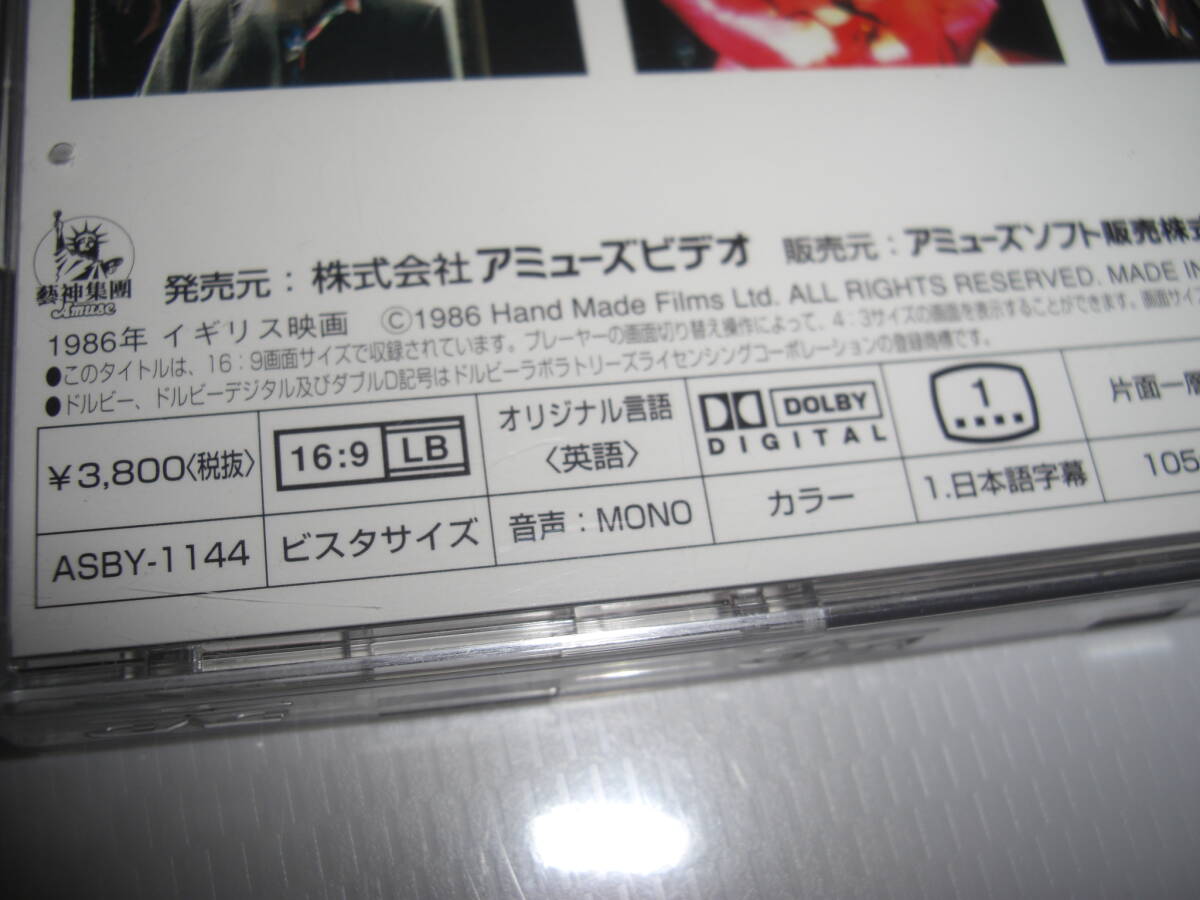 藝神集團
Amuse
発売元：株式会社アミューズビデオ 販売元：アミューズソフト販売株式
1986年 イギリス映画 ©1986 Hand Made Films Ltd. ALL RIGHTS RESERVED. MADE IN
●このタイトルは、16：9画面サイズで収録されています。プレーヤーの画面切り替え操作によって、4：3サイズの画面を表示することができます。画面サイズ
●ドルビー、ドルビーデジタル及びダブルD記号はドルビーラボラトリーズライセンシングコーポレーションの登録商標です。
¥3,800〈税抜〉 16:9 LB オリジナル言語 〈英語〉 DOLBY DIGITAL 1 片面一層
ASBY-1144 ビスタサイズ 音声：MONO カラー 1.日本語字幕 105